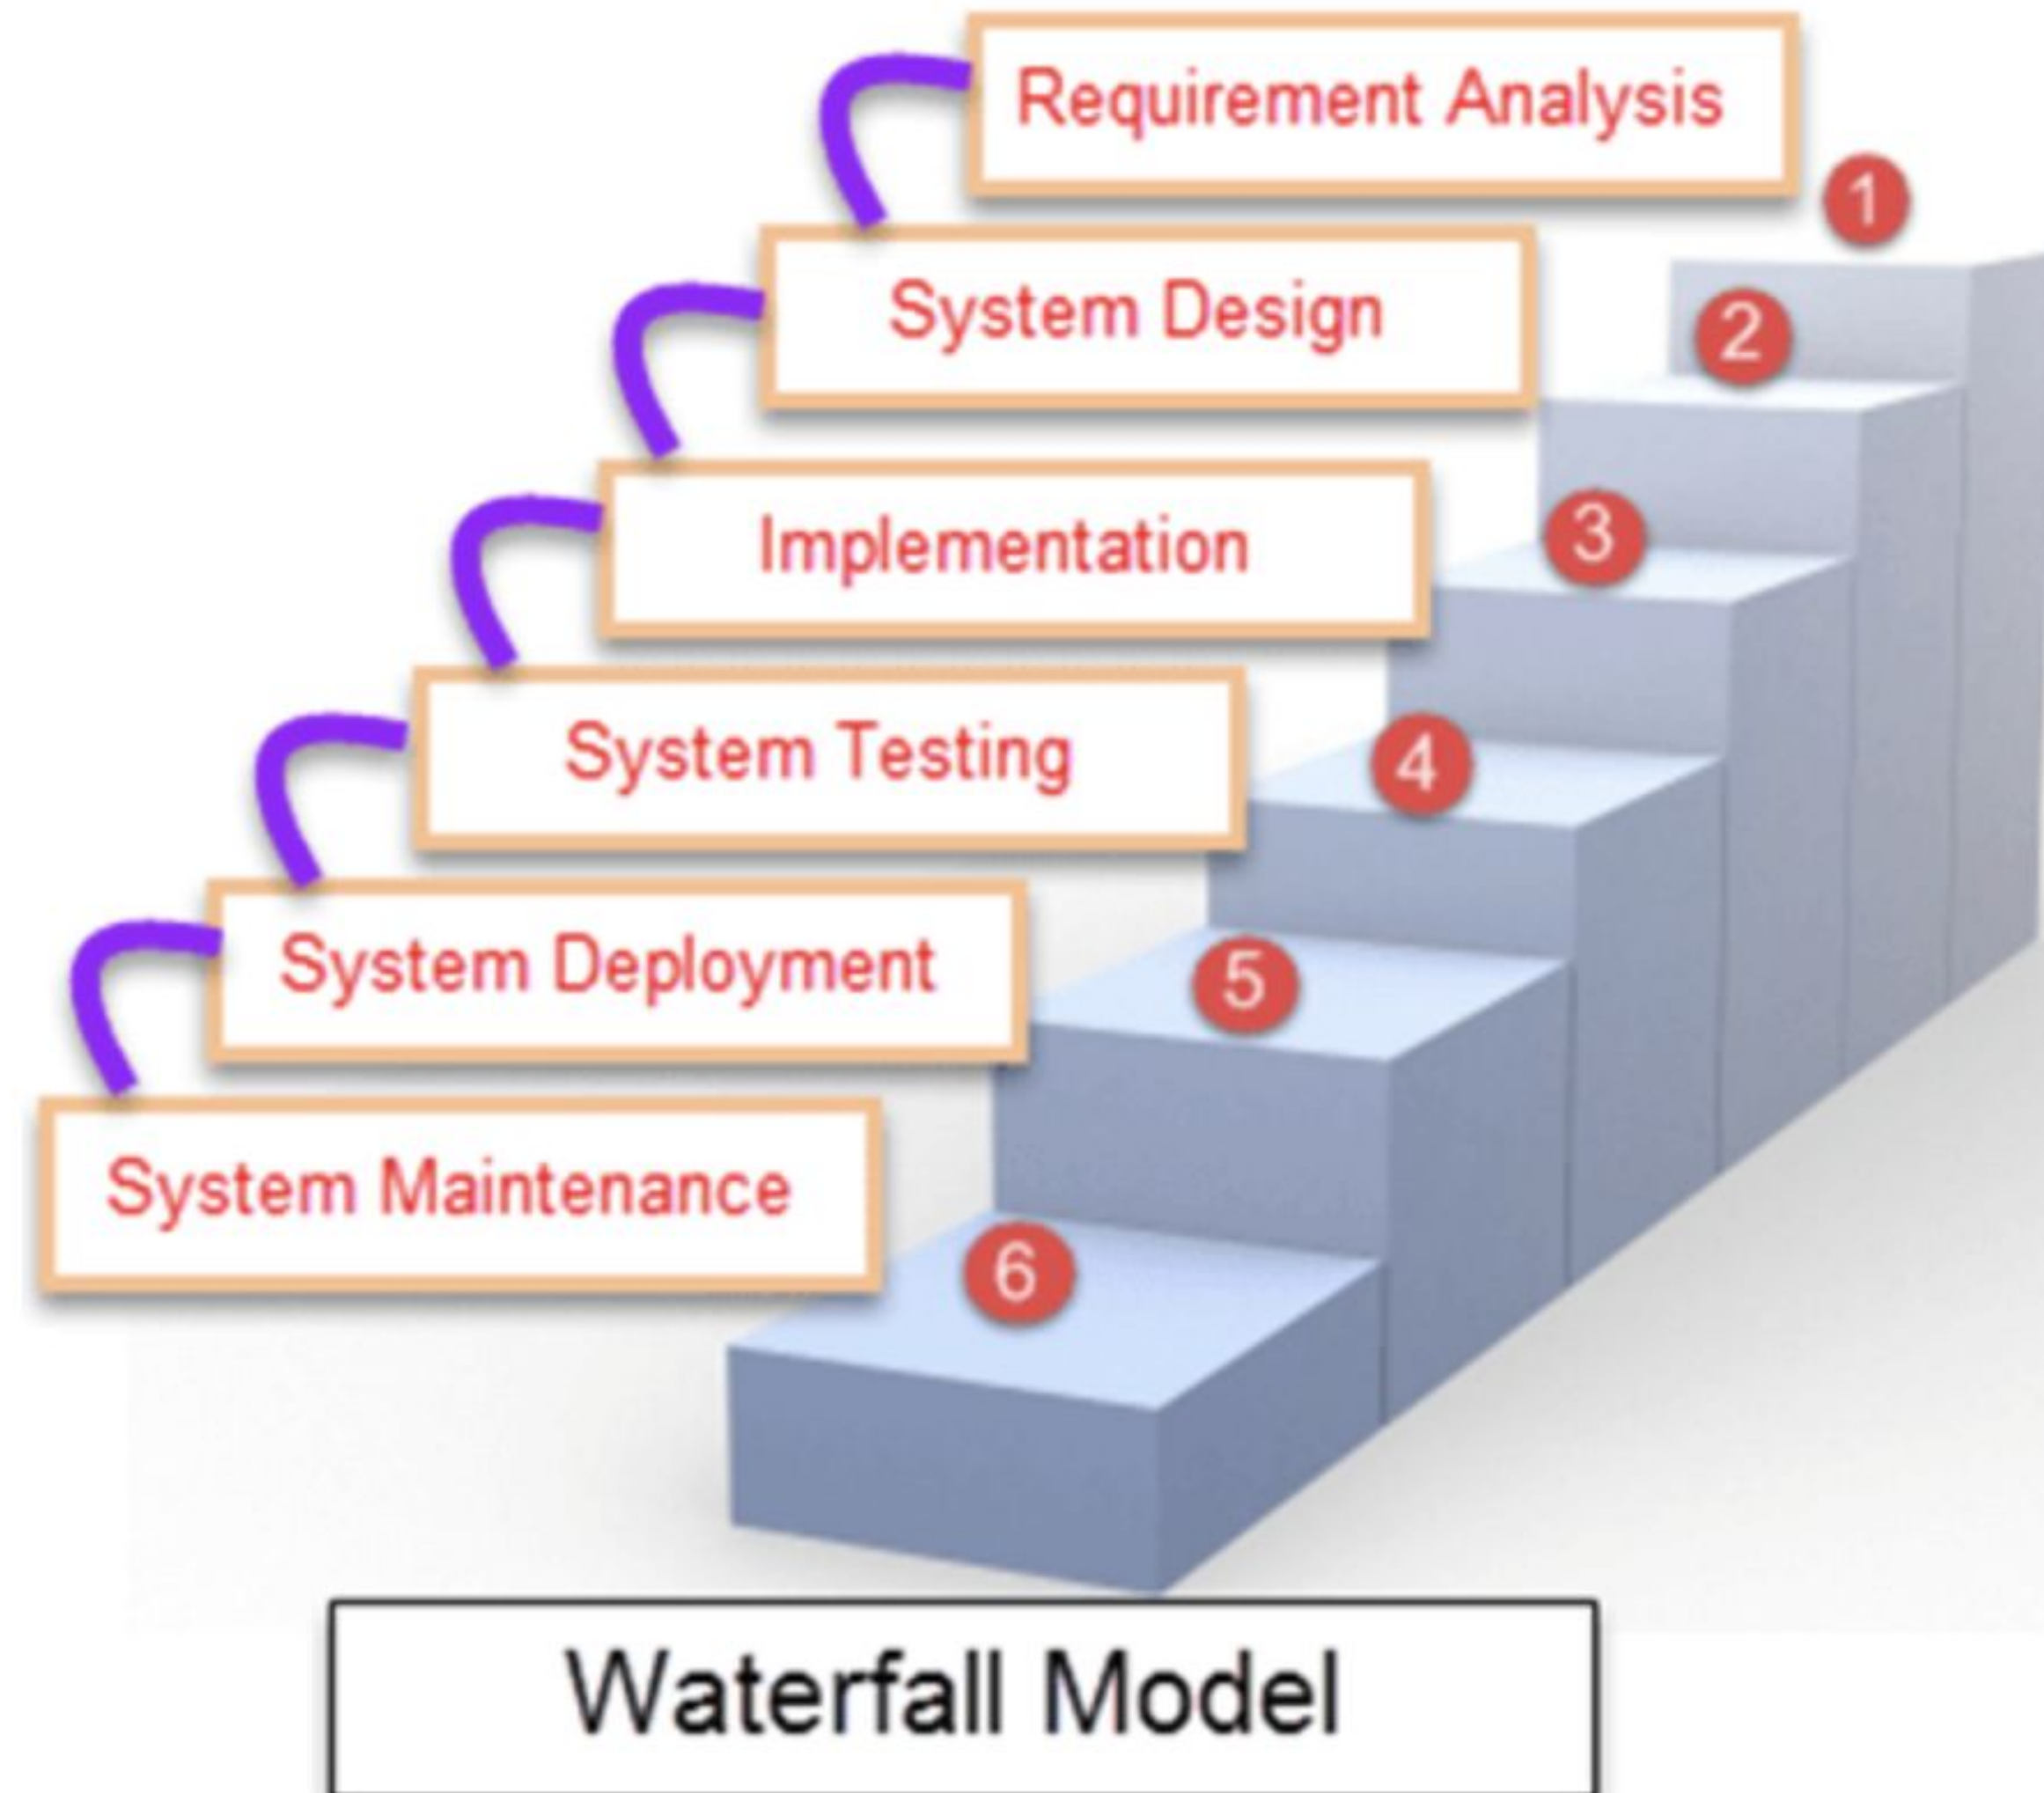 Requirement Analysis
1
System Design
2
Implementation
3
System Testing
4
System Deployment
5
System Maintenance
6
Waterfall Model